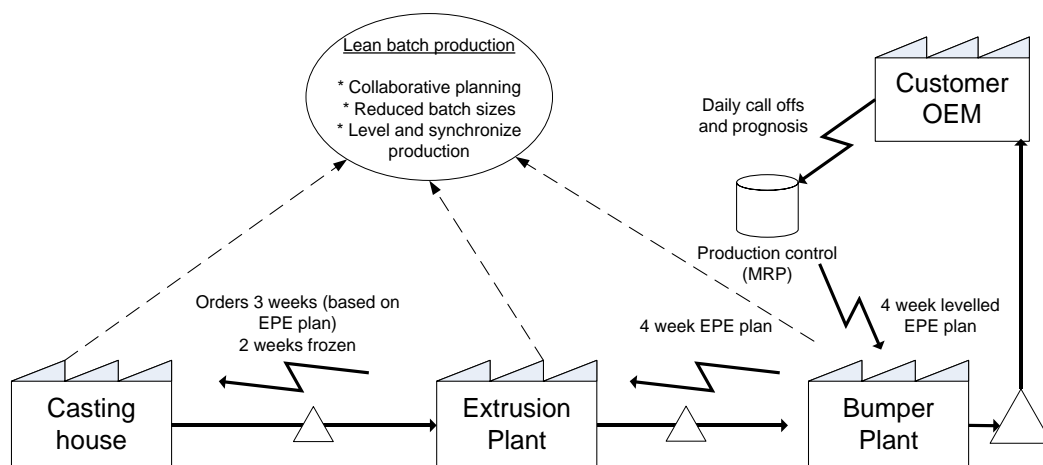 Lean batch production
* Collaborative planning
* Reduced batch sizes
* Level and synchronize
production
Customer
OEM
Daily call offs
and prognosis
Production control
(MRP)
Orders 3 weeks (based on
EPE plan)
2 weeks frozen
4 week EPE plan
4 week levelled
EPE plan
Casting
house
Extrusion
Plant
Bumper
Plant